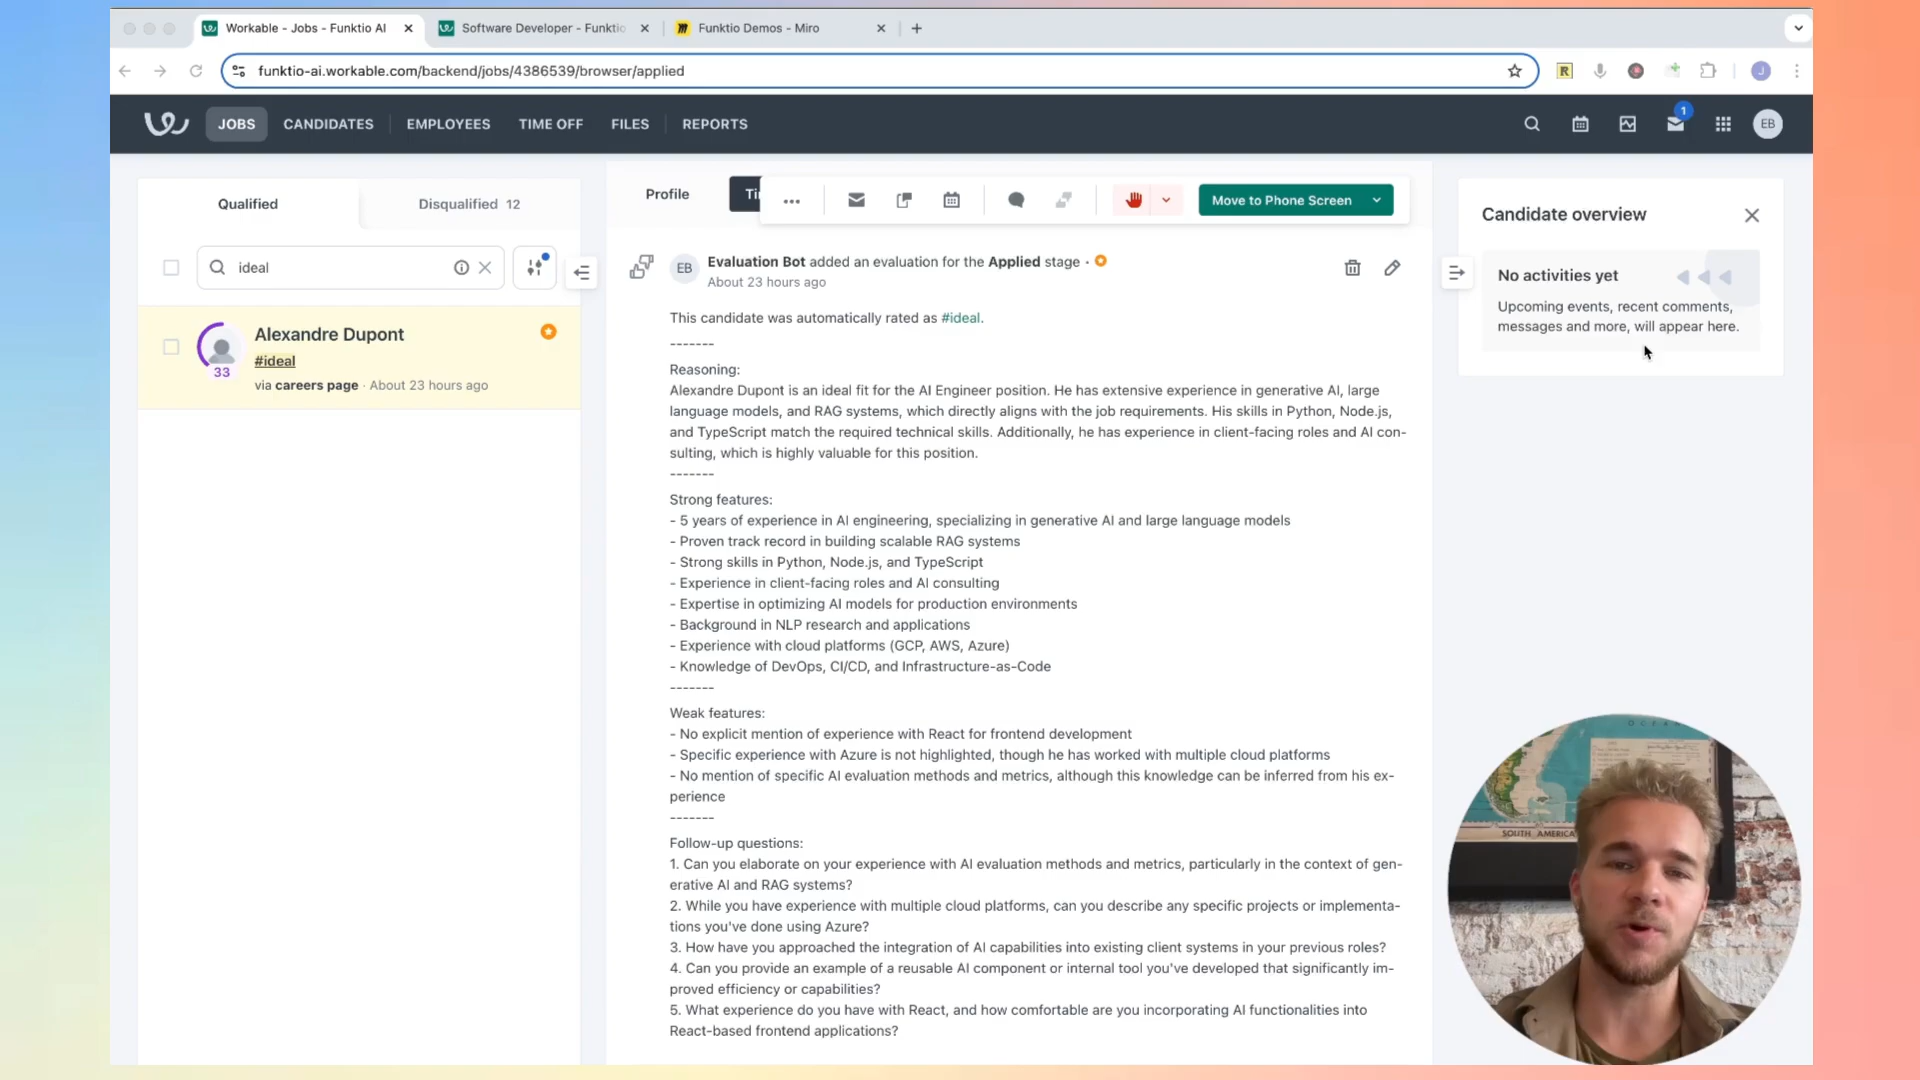 Workable - Jobs - Funktio AI
Software Developer - Funktio
Funktio Demos - Miro
funktio-ai.workable.com/backend/jobs/4386539/browser/applied
R
J
JOBS
CANDIDATES
EMPLOYEES
TIME OFF
FILES
REPORTS
1
EB
Qualified
Disqualified 12
ideal
Alexandre Dupont
#ideal
33
via careers page · About 23 hours ago
Profile
Ti
Move to Phone Screen
EB
Evaluation Bot added an evaluation for the Applied stage ·
About 23 hours ago
This candidate was automatically rated as #ideal.
-------
Reasoning:
Alexandre Dupont is an ideal fit for the AI Engineer position. He has extensive experience in generative AI, large
language models, and RAG systems, which directly aligns with the job requirements. His skills in Python, Node.js,
and TypeScript match the required technical skills. Additionally, he has experience in client-facing roles and AI con-
sulting, which is highly valuable for this position.
-------
Strong features:
- 5 years of experience in AI engineering, specializing in generative AI and large language models
- Proven track record in building scalable RAG systems
- Strong skills in Python, Node.js, and TypeScript
- Experience in client-facing roles and AI consulting
- Expertise in optimizing AI models for production environments
- Background in NLP research and applications
- Experience with cloud platforms (GCP, AWS, Azure)
- Knowledge of DevOps, CI/CD, and Infrastructure-as-Code
-------
Weak features:
- No explicit mention of experience with React for frontend development
- Specific experience with Azure is not highlighted, though he has worked with multiple cloud platforms
- No mention of specific AI evaluation methods and metrics, although this knowledge can be inferred from his ex-
perience
-------
Follow-up questions:
1. Can you elaborate on your experience with AI evaluation methods and metrics, particularly in the context of gen-
erative AI and RAG systems?
2. While you have experience with multiple cloud platforms, can you describe any specific projects or implementa-
tions you've done using Azure?
3. How have you approached the integration of AI capabilities into existing client systems in your previous roles?
4. Can you provide an example of a reusable AI component or internal tool you've developed that significantly im-
proved efficiency or capabilities?
5. What experience do you have with React, and how comfortable are you incorporating AI functionalities into
React-based frontend applications?
Candidate overview
No activities yet
Upcoming events, recent comments,
messages and more, will appear here.
SOUTH AMERICA